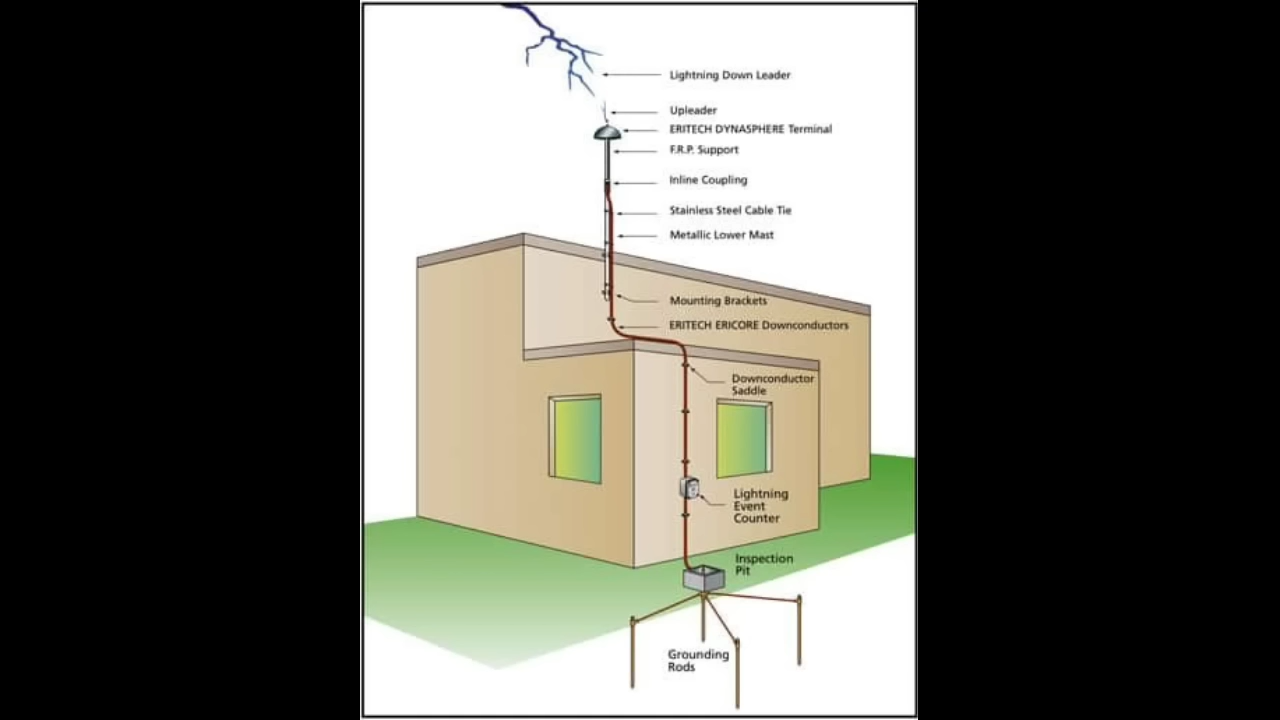 Lightning Down Leader
Upleader
ERITECH DYNASPHERE Terminal
F.R.P. Support
Inline Coupling
Stainless Steel Cable Tie
Metallic Lower Mast
Mounting Brackets
ERITECH ERICORE Downconductors
Downconductor
Saddle
Lightning
Event
Counter
Inspection
Pit
Grounding
Rods